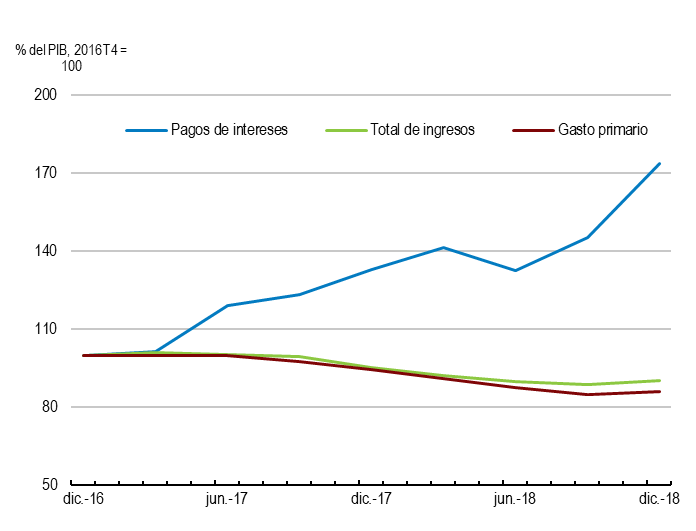 % del PIB, 2016T4 =
100
200
Pagos de intereses
Total de ingresos
Gasto primario
170
140
110
80
50
dic.-16
jun.-17
dic.-17
jun.-18
dic.-18